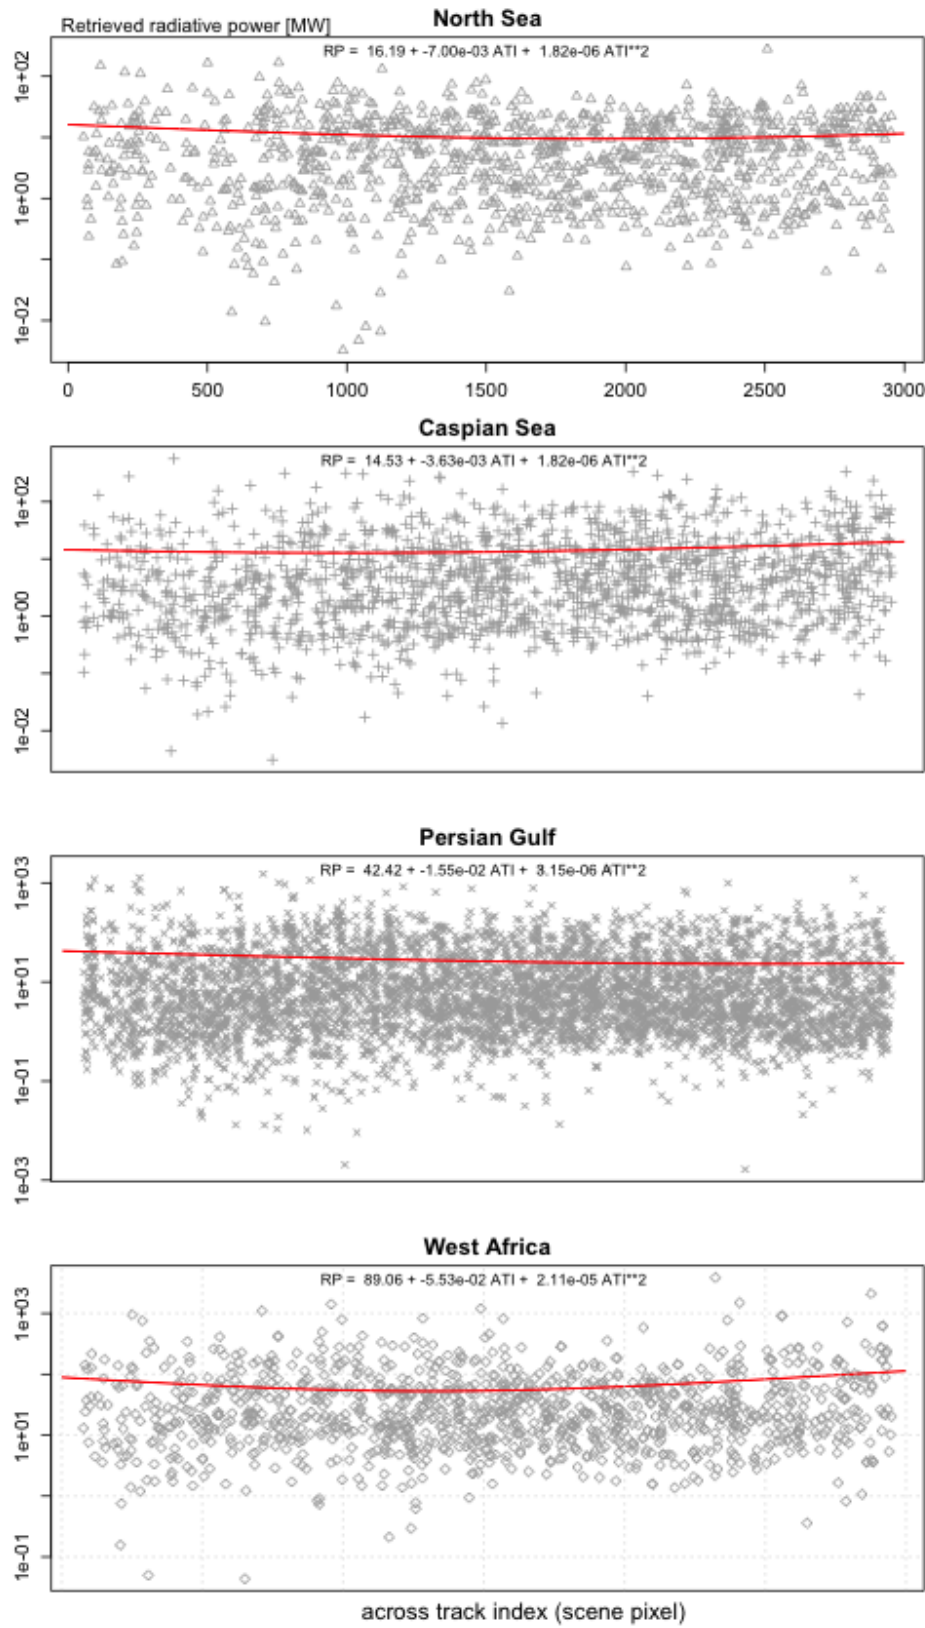 North Sea
Retrieved radiative power [MW]
RP = 16.19 + -7.00e-03 ATI + 1.82e-06 ATI**2
1e+02
1e+00
1e-02
0 500 1000 1500 2000 2500 3000
Caspian Sea
RP = 14.53 + -3.63e-03 ATI + 1.82e-06 ATI**2
1e+02
1e+00
1e-02
Persian Gulf
RP = 42.42 + -1.55e-02 ATI + 3.15e-06 ATI**2
1e+03
1e+01
1e-01
1e-03
West Africa
RP = 89.06 + -5.53e-02 ATI + 2.11e-05 ATI**2
1e+03
1e+01
1e-01
across track index (scene pixel)